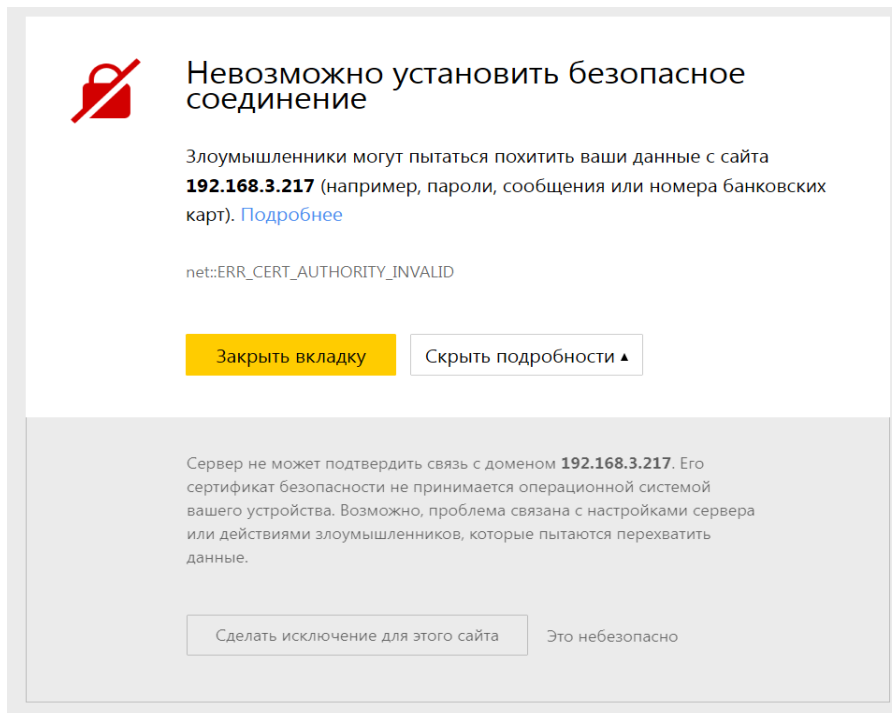 Невозможно установить безопасное
соединение
Злоумышленники могут пытаться похитить ваши данные с сайта
192.168.3.217 (например, пароли, сообщения или номера банковских
карт). Подробнее
net::ERR_CERT_AUTHORITY_INVALID
Закрыть вкладку
Скрыть подробности ▴
Сервер не может подтвердить связь с доменом 192.168.3.217. Его
сертификат безопасности не принимается операционной системой
вашего устройства. Возможно, проблема связана с настройками сервера
или действиями злоумышленников, которые пытаются перехватить
данные.
Сделать исключение для этого сайта
Это небезопасно